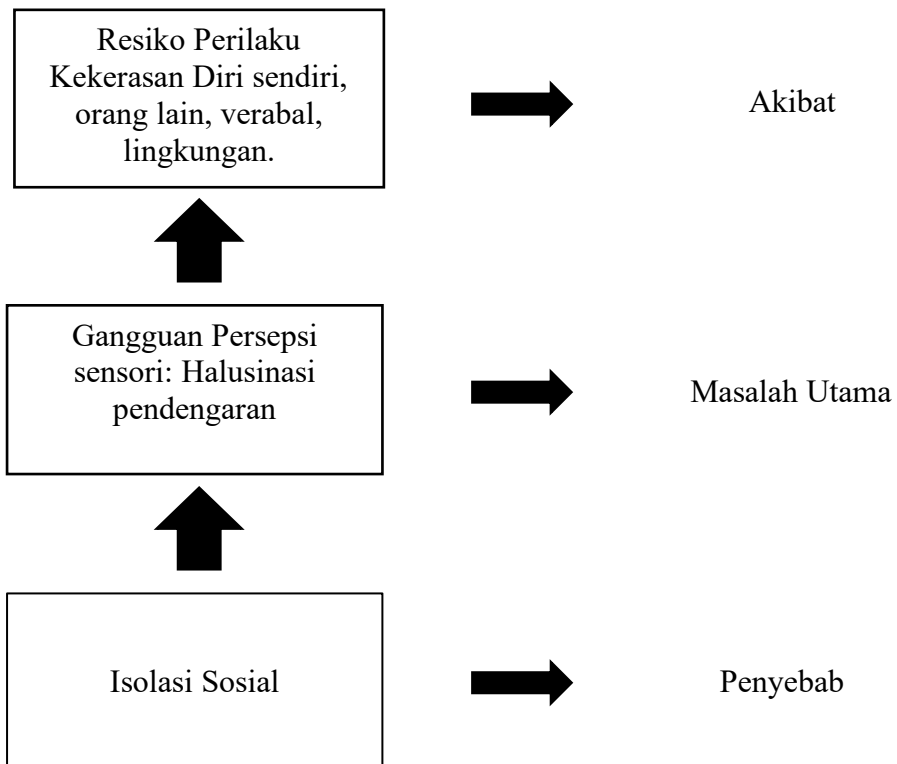 Resiko Perilaku
Kekerasan Diri sendiri,
orang lain, verabal,
lingkungan.
Akibat
Gangguan Persepsi
sensori: Halusinasi
pendengaran
Masalah Utama
Isolasi Sosial
Penyebab